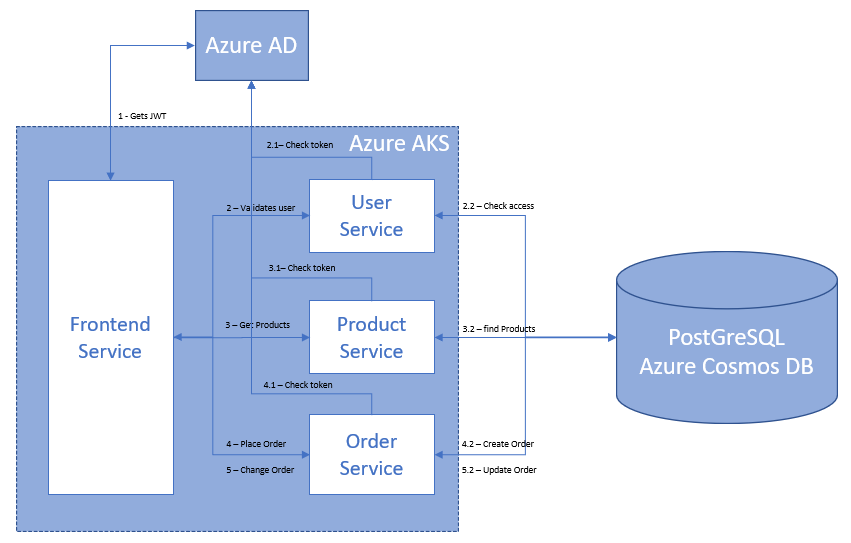 Azure AD
1 - Gets JWT
Azure AKS
2.1– Check token
User
Service
2 – Validates user
2.2 – Check access
3.1– Check token
Frontend
Service
3 – Get Products
Product
Service
3.2 – find Products
PostGreSQL
Azure Cosmos DB
4.1 – Check token
Order
Service
4 – Place Order
4.2 – Create Order
5 – Change Order
5.2 – Update Order